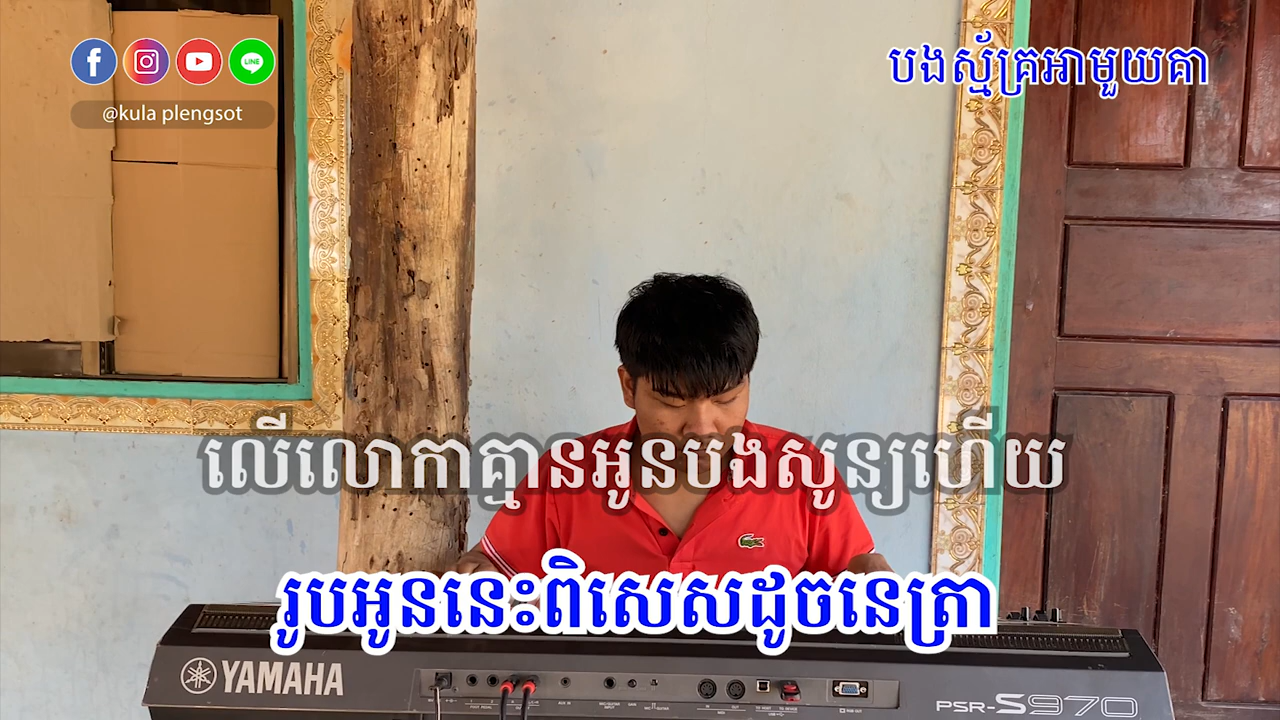 @kula plengsot
បងស្ម័គ្រអាមួយគា
លើលោកាគ្មានអូនបងសូន្យហើយ
រូបអូននេះពិសេសដូចនេត្រា
YAMAHA
PSR-S970